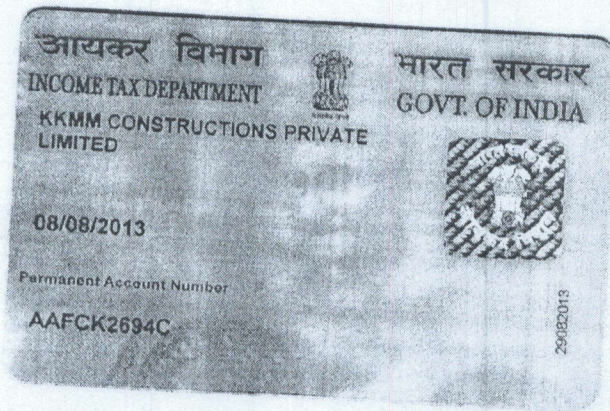 आयकर विभाग
INCOME TAX DEPARTMENT
भारत सरकार
GOVT. OF INDIA
KKMM CONSTRUCTIONS PRIVATE
LIMITED
08/08/2013
Permanent Account Number
AAFCK2694C
29082013